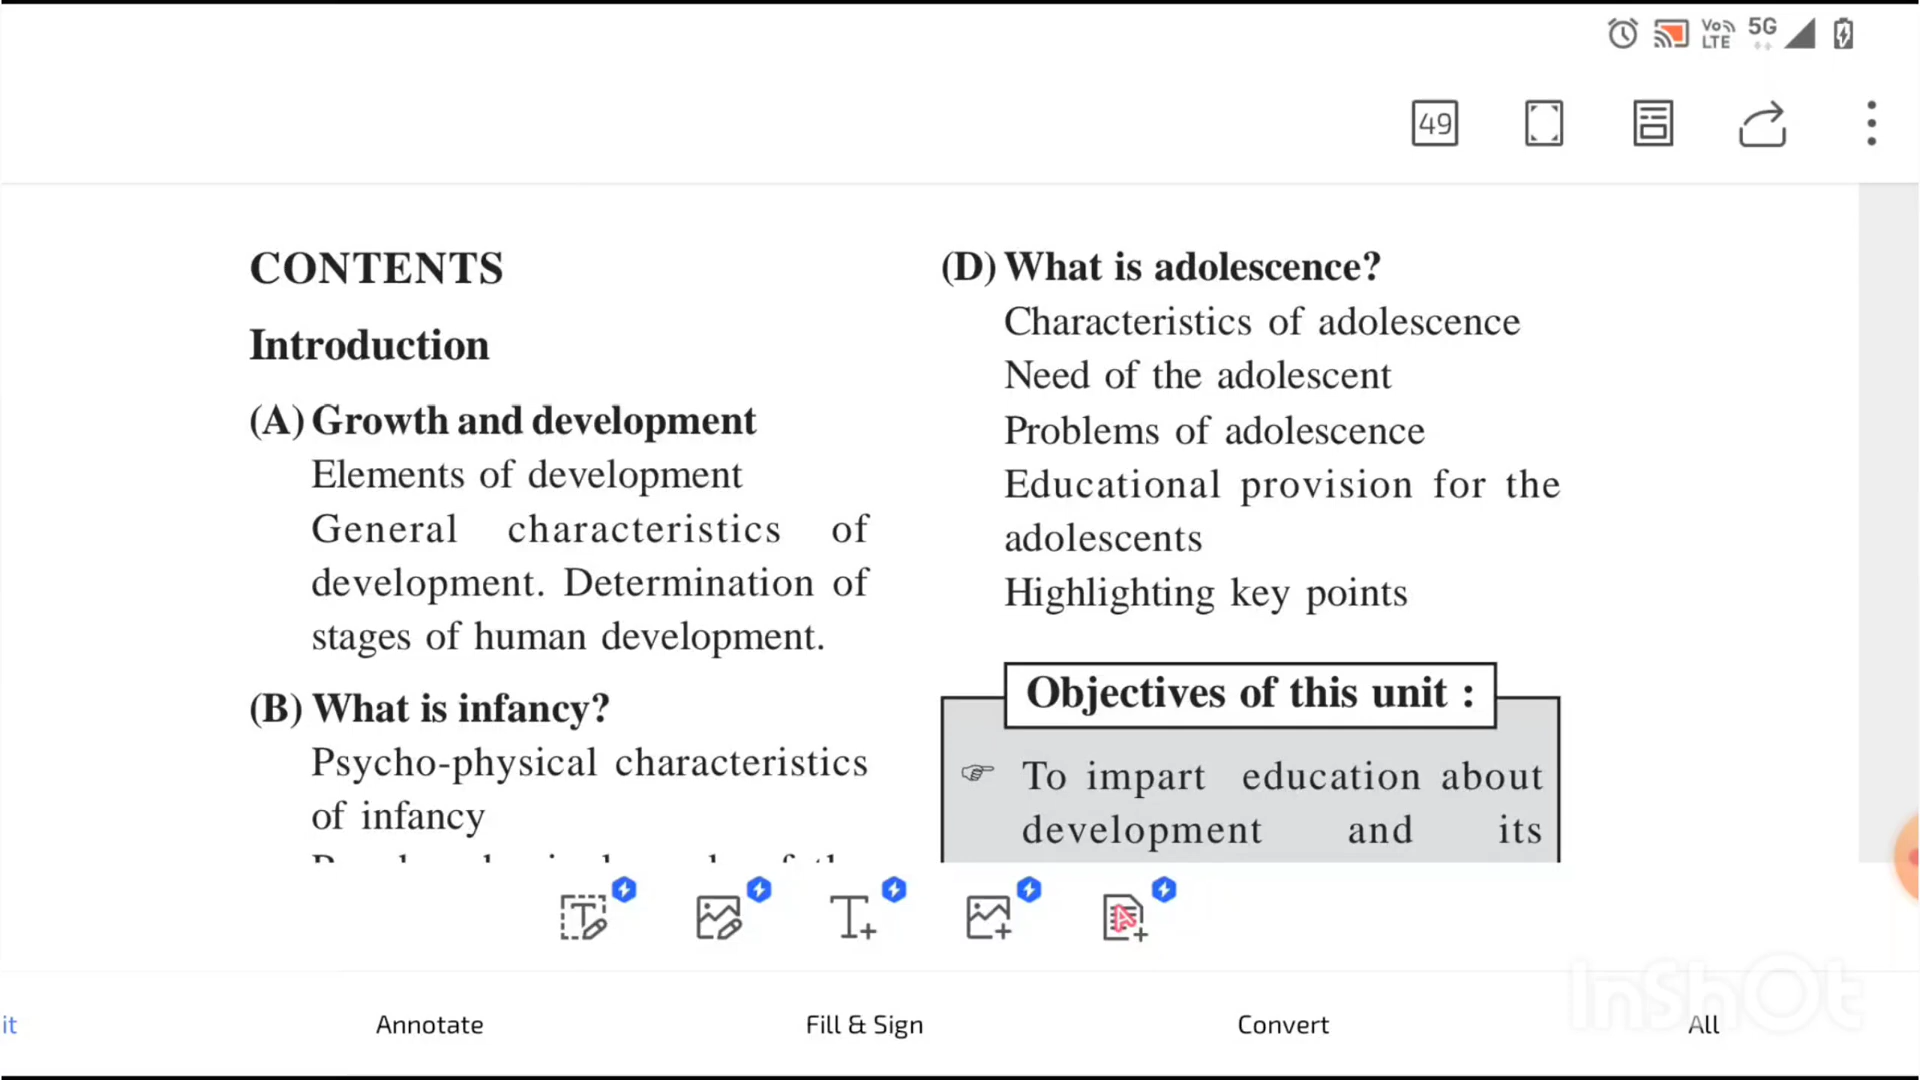 Vo LTE 5G
49
CONTENTS
Introduction
(A) Growth and development
Elements of development
General characteristics of
development. Determination of
stages of human development.
(B) What is infancy?
Psycho-physical characteristics
of infancy
(D) What is adolescence?
Characteristics of adolescence
Need of the adolescent
Problems of adolescence
Educational provision for the
adolescents
Highlighting key points
Objectives of this unit :
☞ To impart education about
development and its
it Annotate Fill & Sign Convert All
InShOt